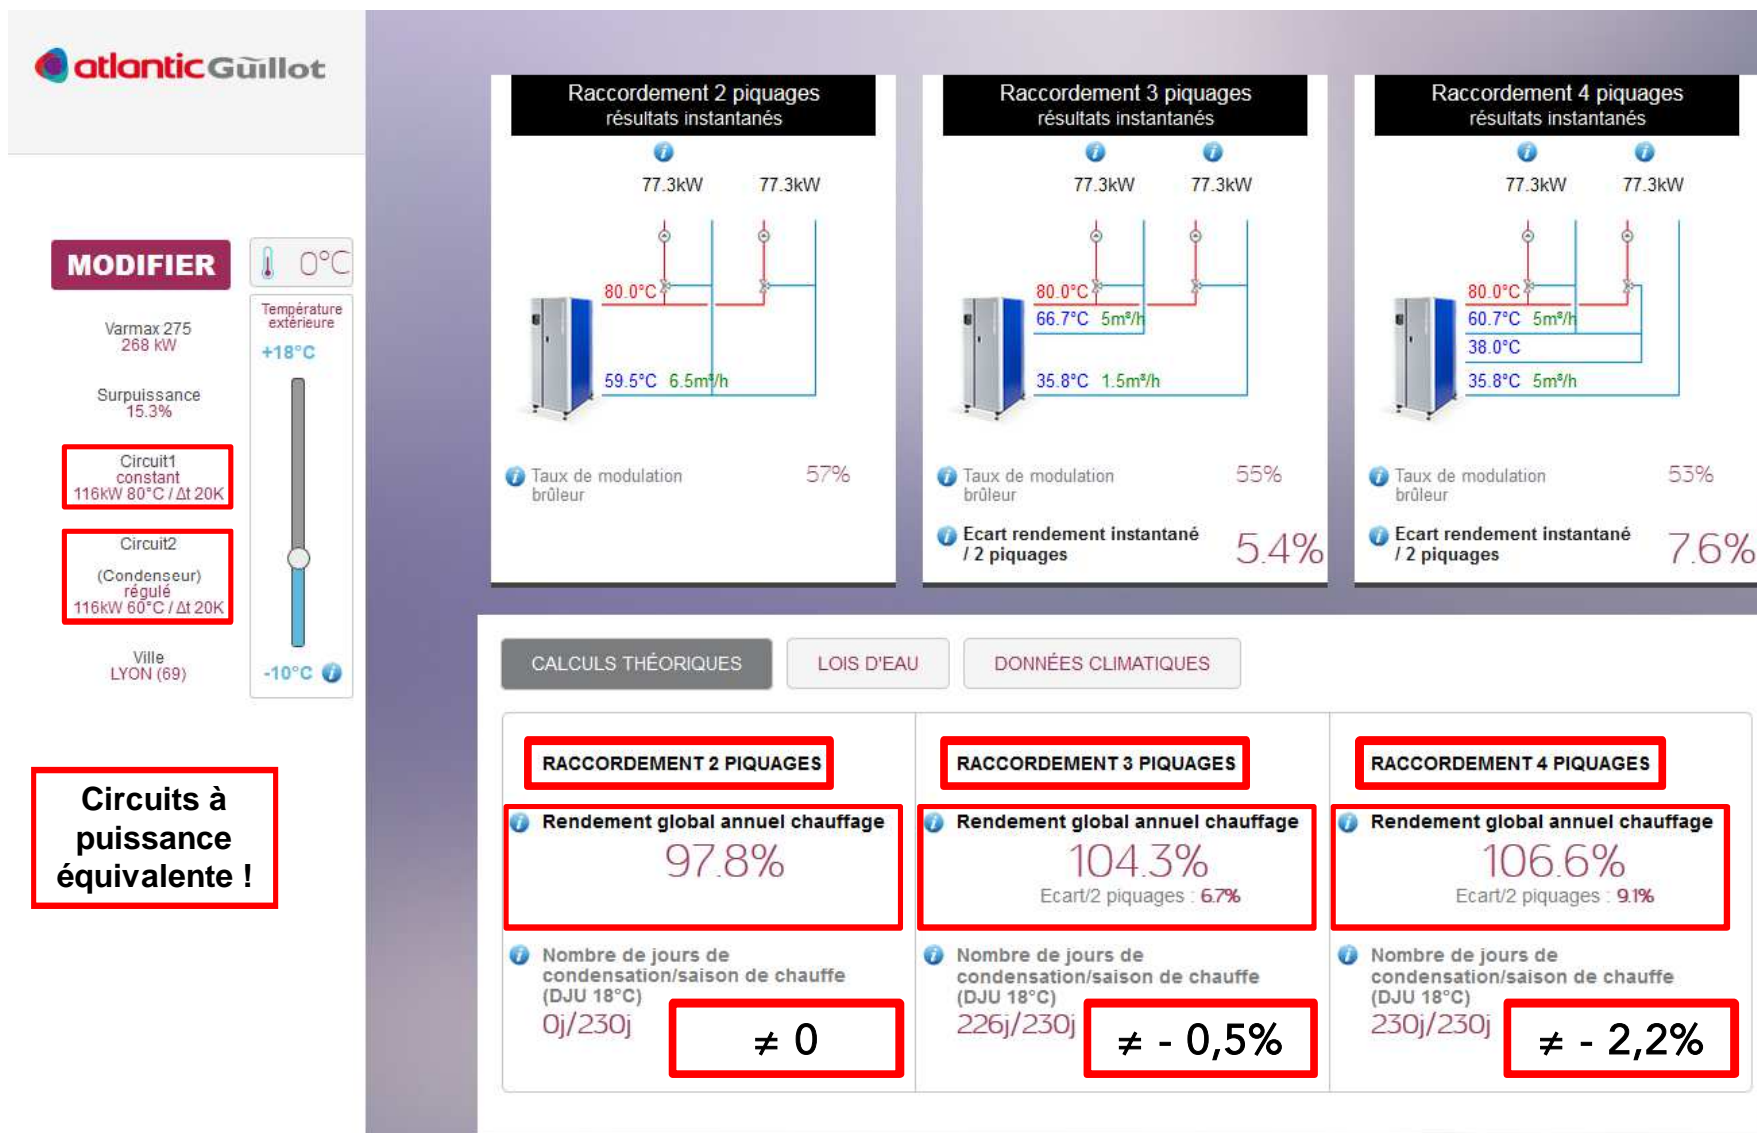 atlantic Guillot
MODIFIER
0°C
Varmax 275
268 kW
Surpuissance
15.3%
Circuit1
constant
116kW 80°C / Δt 20K
Circuit2
(Condenseur)
régulé
116kW 60°C / Δt 20K
Ville
LYON (69)
Température
extérieure
+18°C
-10°C
Circuits à
puissance
équivalente !
Raccordement 2 piquages
résultats instantanés
77.3kW 77.3kW
80.0°C
59.5°C 6.5m³/h
Taux de modulation
brûleur
57%
Raccordement 3 piquages
résultats instantanés
77.3kW 77.3kW
80.0°C
66.7°C 5m³/h
35.8°C 1.5m³/h
Taux de modulation
brûleur
55%
Ecart rendement instantané
/ 2 piquages
5.4%
Raccordement 4 piquages
résultats instantanés
77.3kW 77.3kW
80.0°C
60.7°C 5m³/h
38.0°C
35.8°C 5m³/h
Taux de modulation
brûleur
53%
Ecart rendement instantané
/ 2 piquages
7.6%
CALCULS THÉORIQUES
LOIS D'EAU
DONNÉES CLIMATIQUES
RACCORDEMENT 2 PIQUAGES
Rendement global annuel chauffage
97.8%
Nombre de jours de
condensation/saison de chauffe
(DJU 18°C)
0j/230j
≠ 0
RACCORDEMENT 3 PIQUAGES
Rendement global annuel chauffage
104.3%
Ecart/2 piquages : 6.7%
Nombre de jours de
condensation/saison de chauffe
(DJU 18°C)
226j/230j
≠ - 0,5%
RACCORDEMENT 4 PIQUAGES
Rendement global annuel chauffage
106.6%
Ecart/2 piquages : 9.1%
Nombre de jours de
condensation/saison de chauffe
(DJU 18°C)
230j/230j
≠ - 2,2%